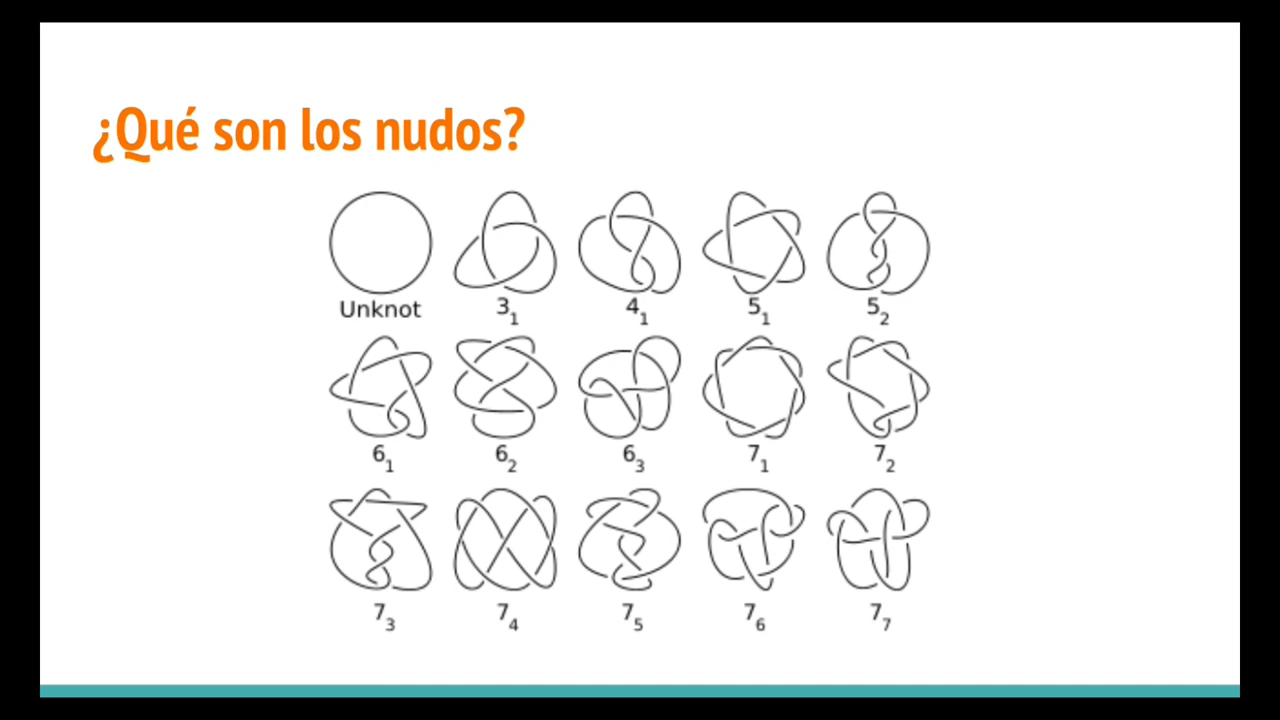 ¿Qué son los nudos?
Unknot 3₁ 4₁ 5₁ 5₂
6₁ 6₂ 6₃ 7₁ 7₂
7₃ 7₄ 7₅ 7₆ 7₇